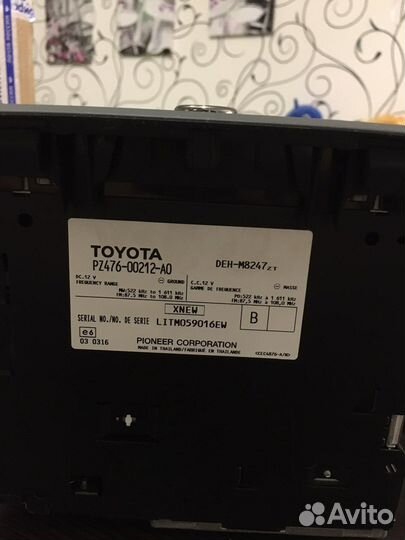 TOYOTA
PZ476-00212-A0
DEH-M8247ZT
DC.12 V ⊖ GROUND
FREQUENCY RANGE
MW:522 kHz to 1 611 kHz
FM:87,5 MHz to 108,0 MHz
C.C.12 V ⊖ MASSE
GAMME DE FREQUENCE
PO:522 kHz à 1 611 kHz
FM:87,5 MHz à 108,0 MHz
XNEW
SERIAL NO./NO. DE SERIE LITM059016EW
B
e6
03 0316
PIONEER CORPORATION
MADE IN THAILAND/FABRIQUE EN THAILANDE
<CEC4876-A/N>
Avito